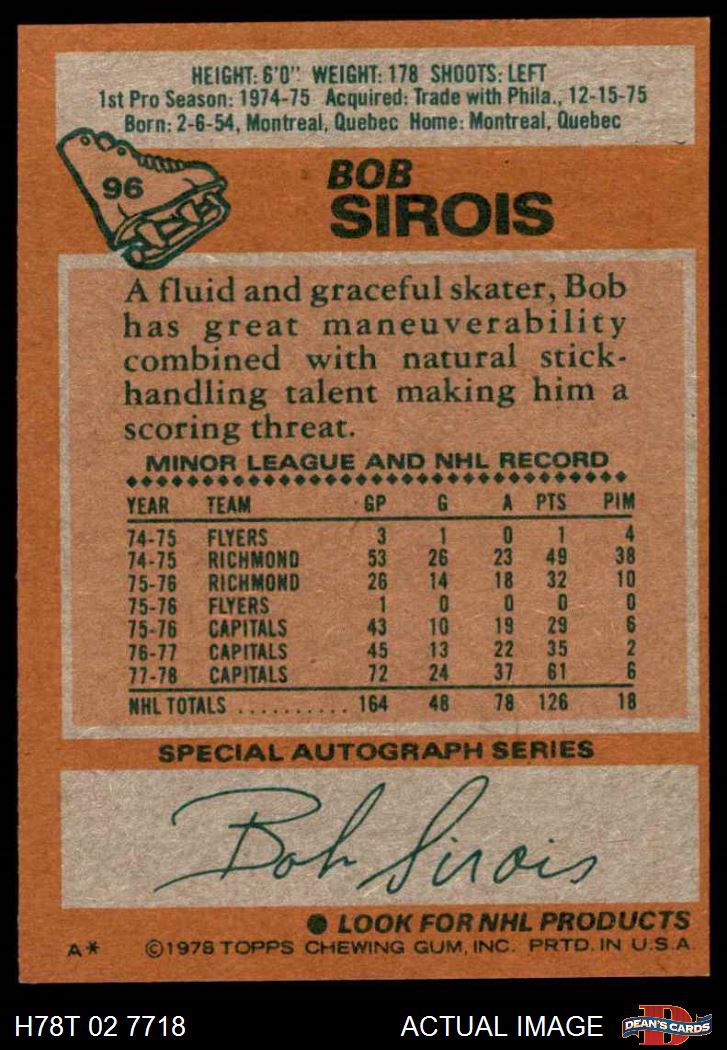 HEIGHT: 6'0" WEIGHT: 178 SHOOTS: LEFT
1st Pro Season: 1974-75 Acquired: Trade with Phila., 12-15-75
Born: 2-6-54, Montreal, Quebec Home: Montreal, Quebec
96
BOB
SIROIS
A fluid and graceful skater, Bob
has great maneuverability
combined with natural stick-
handling talent making him a
scoring threat.
MINOR LEAGUE AND NHL RECORD
YEAR TEAM GP G A PTS PIM
74-75 FLYERS 3 1 0 1 4
74-75 RICHMOND 53 26 23 49 38
75-76 RICHMOND 26 14 18 32 10
75-76 FLYERS 1 0 0 0 0
75-76 CAPITALS 43 10 19 29 6
76-77 CAPITALS 45 13 22 35 2
77-78 CAPITALS 72 24 37 61 6
NHL TOTALS .......... 164 48 78 126 18
SPECIAL AUTOGRAPH SERIES
Bob Sirois
● LOOK FOR NHL PRODUCTS
A* ©1978 TOPPS CHEWING GUM, INC. PRTD. IN U.S.A.
H78T 02 7718 ACTUAL IMAGE D DEAN'S CARDS